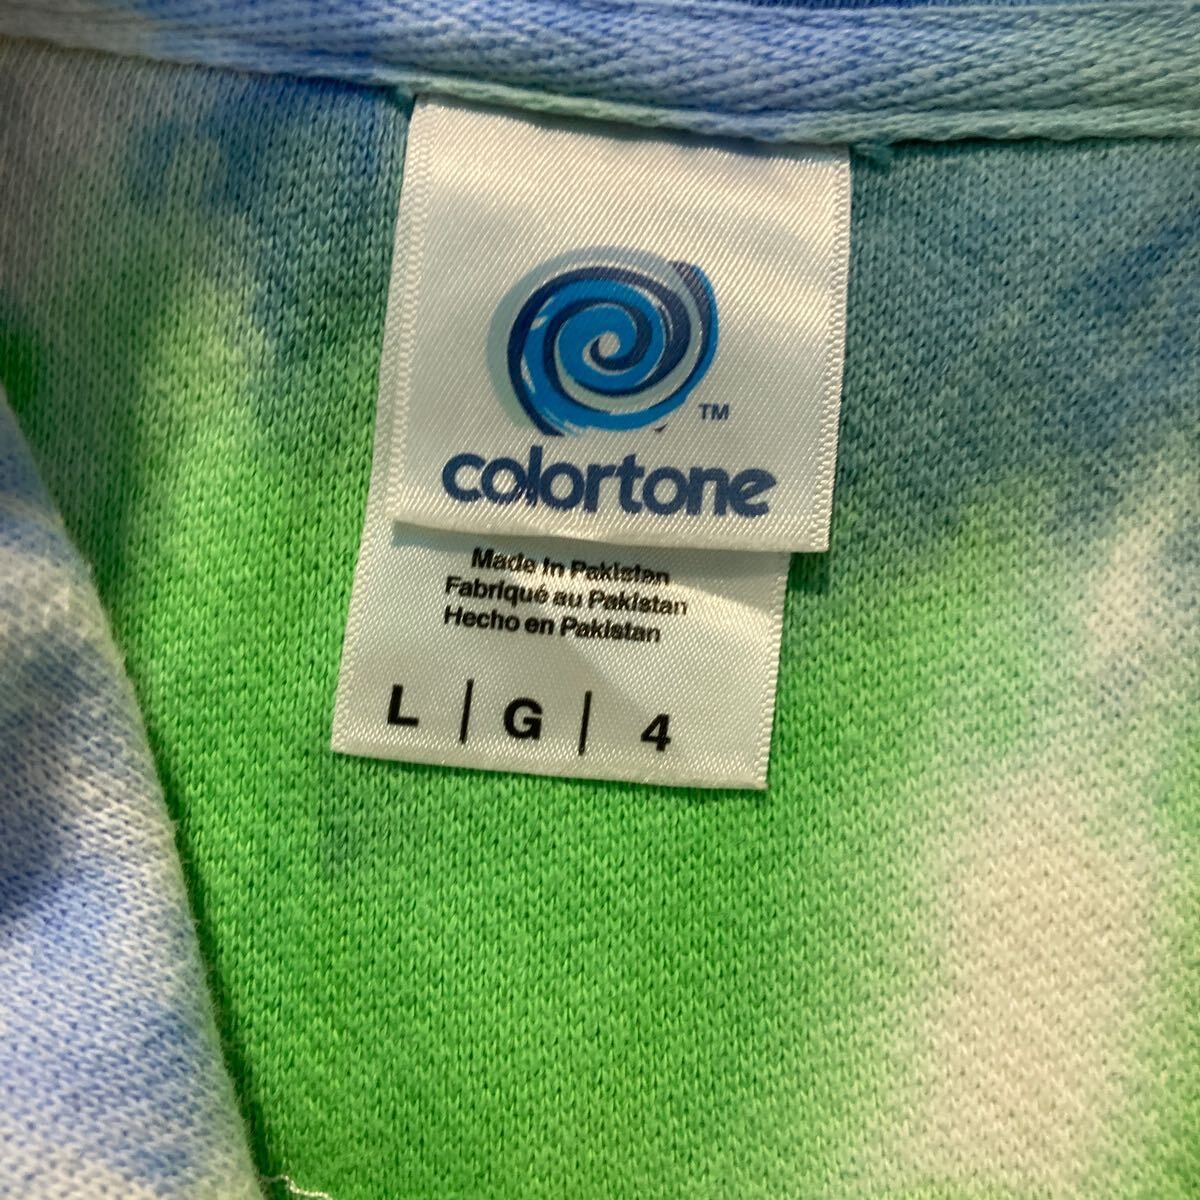 TM
colortone
Made in Pakistan
Fabriqué au Pakistan
Hecho en Pakistan
L | G | 4